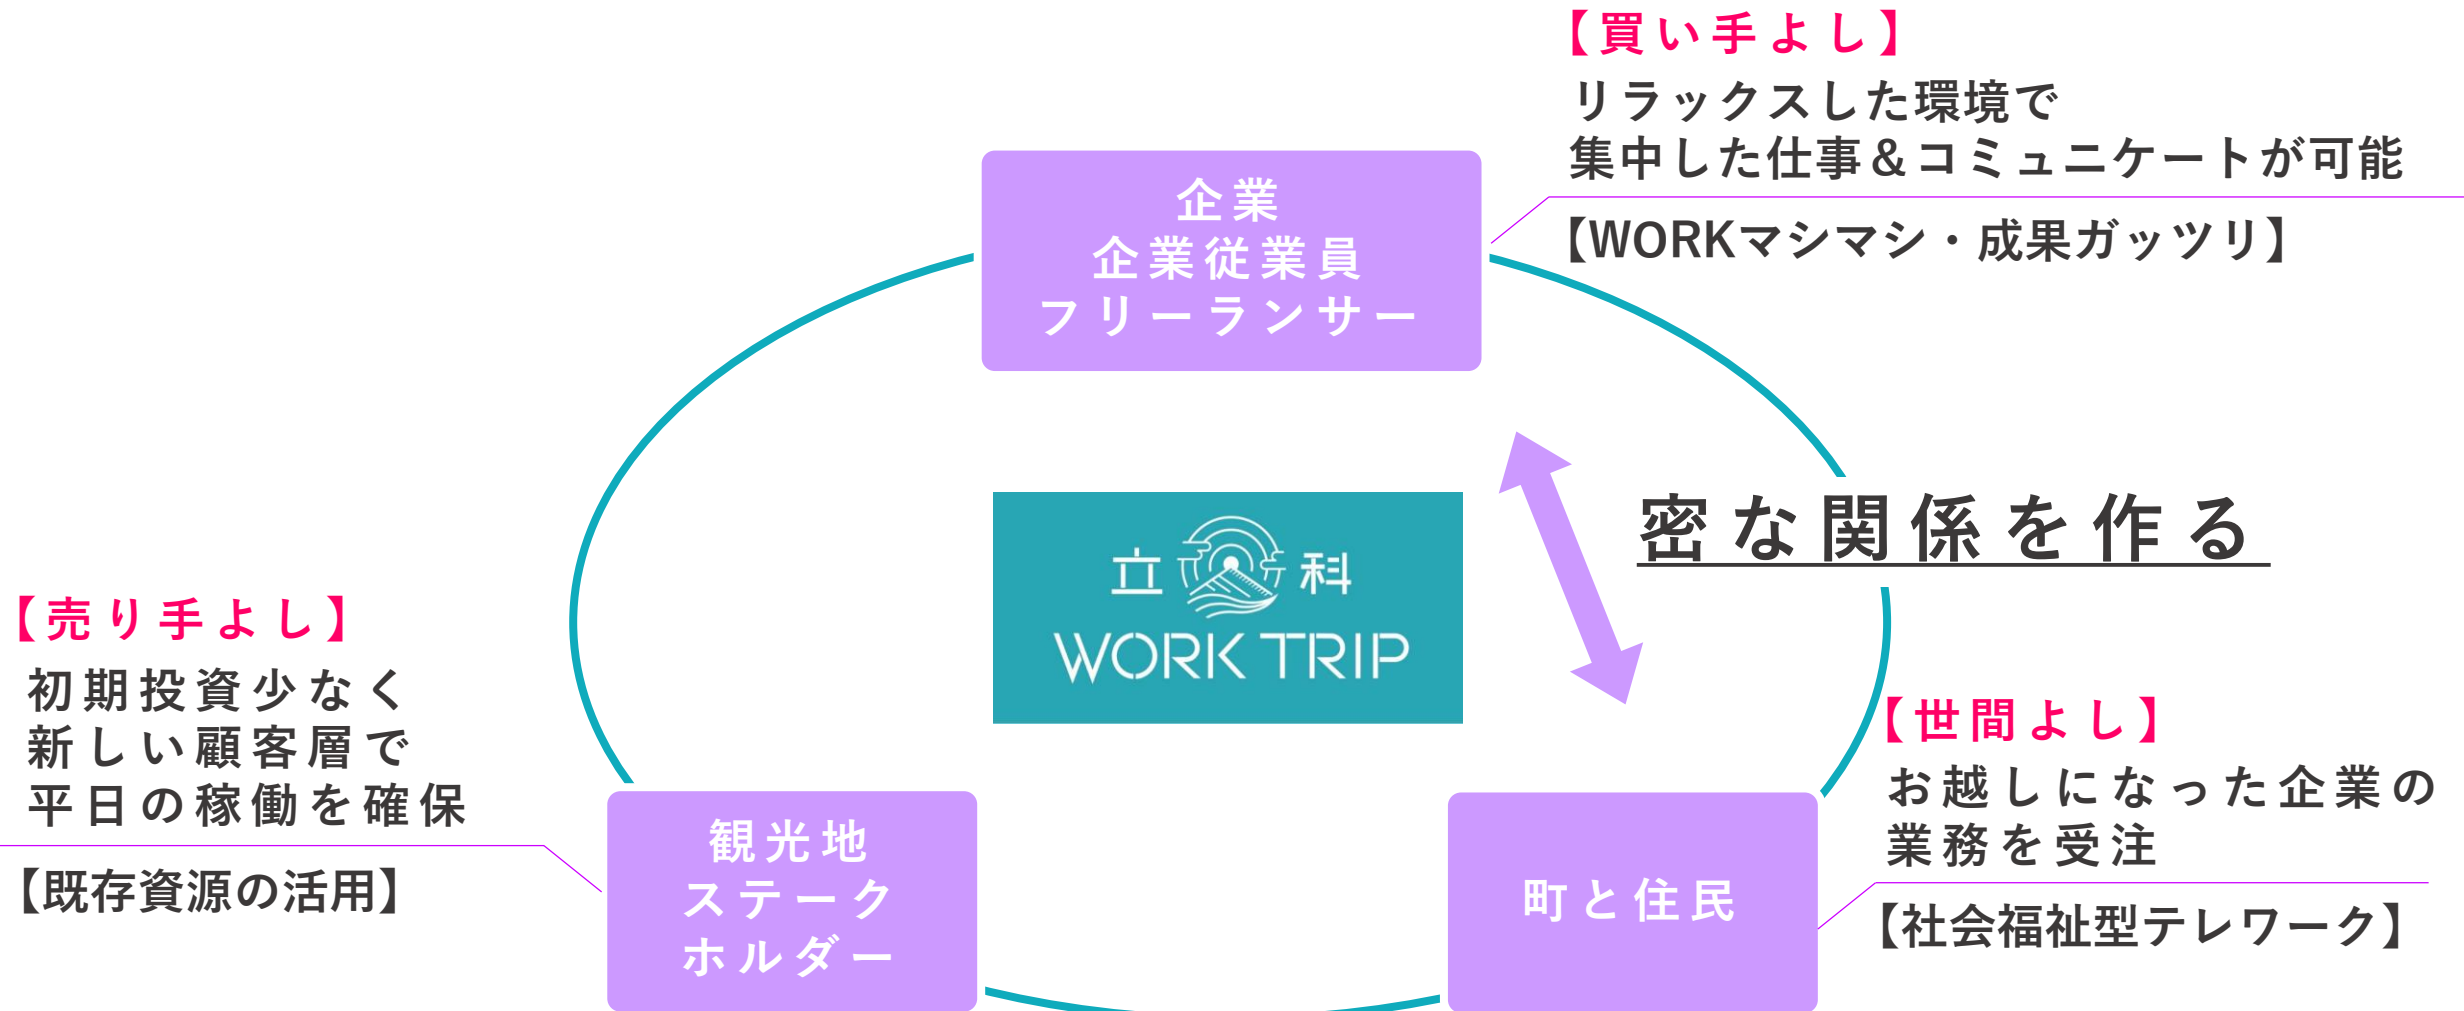 【買い手よし】
リラックスした環境で
集中した仕事＆コミュニケートが可能
【WORKマシマシ・成果ガッツリ】
企業
企業従業員
フリーランサー
密な関係を作る
立科
WORK TRIP
【売り手よし】
初期投資少なく
新しい顧客層で
平日の稼働を確保
【既存資源の活用】
観光地
ステーク
ホルダー
町と住民
【世間よし】
お越しになった企業の
業務を受注
【社会福祉型テレワーク】